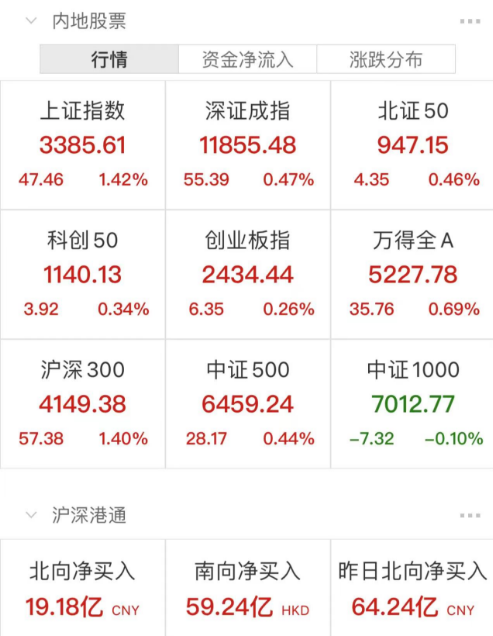 内地股票
行情 资金净流入 涨跌分布
上证指数 深证成指 北证50
3385.61 11855.48 947.15
47.46 1.42% 55.39 0.47% 4.35 0.46%
科创50 创业板指 万得全A
1140.13 2434.44 5227.78
3.92 0.34% 6.35 0.26% 35.76 0.69%
沪深300 中证500 中证1000
4149.38 6459.24 7012.77
57.38 1.40% 28.17 0.44% -7.32 -0.10%
沪深港通
北向净买入 南向净买入 昨日北向净买入
19.18亿 CNY 59.24亿 HKD 64.24亿 CNY